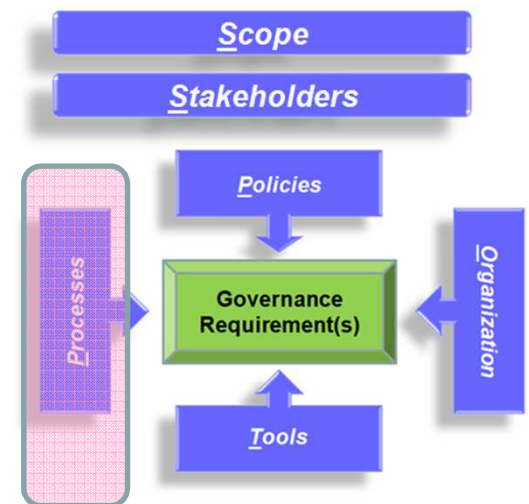 Scope
Stakeholders
Policies
Processes
Governance
Requirement(s)
Organization
Tools